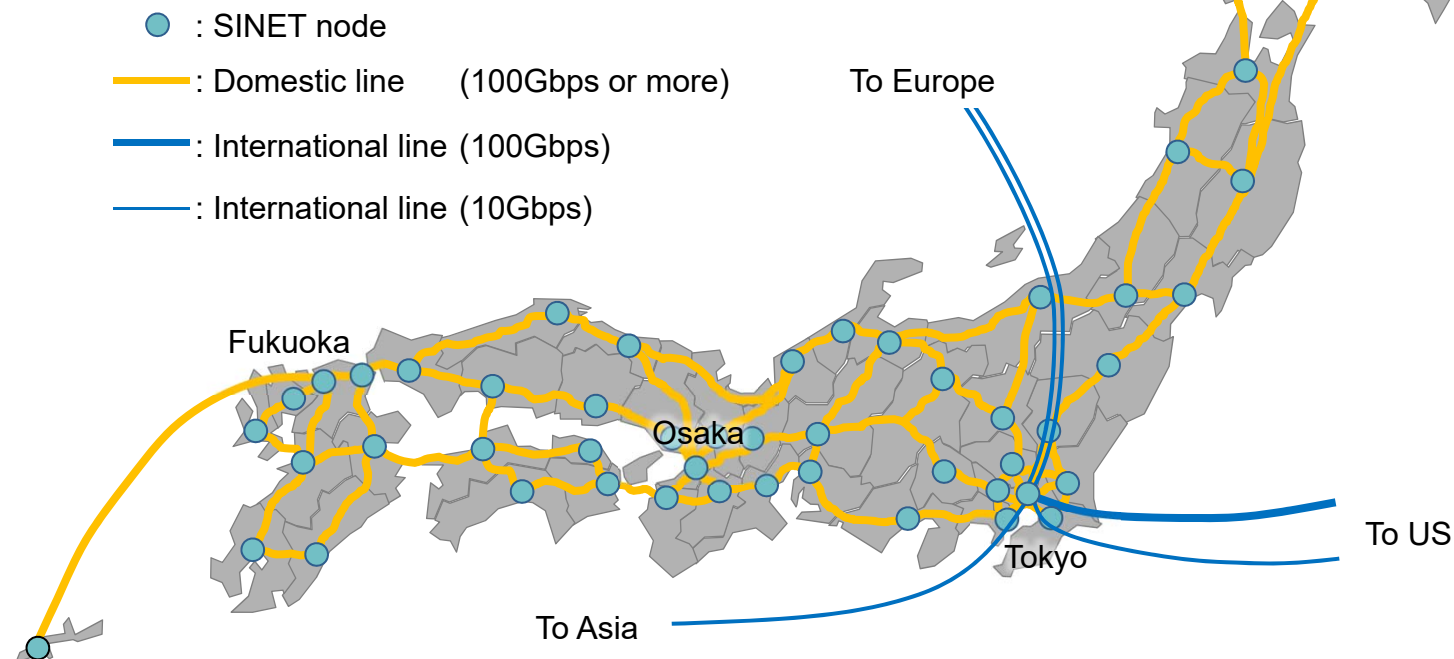 : SINET node
: Domestic line (100Gbps or more)
: International line (100Gbps)
: International line (10Gbps)
To Europe
Fukuoka
Osaka
To US
Tokyo
To Asia